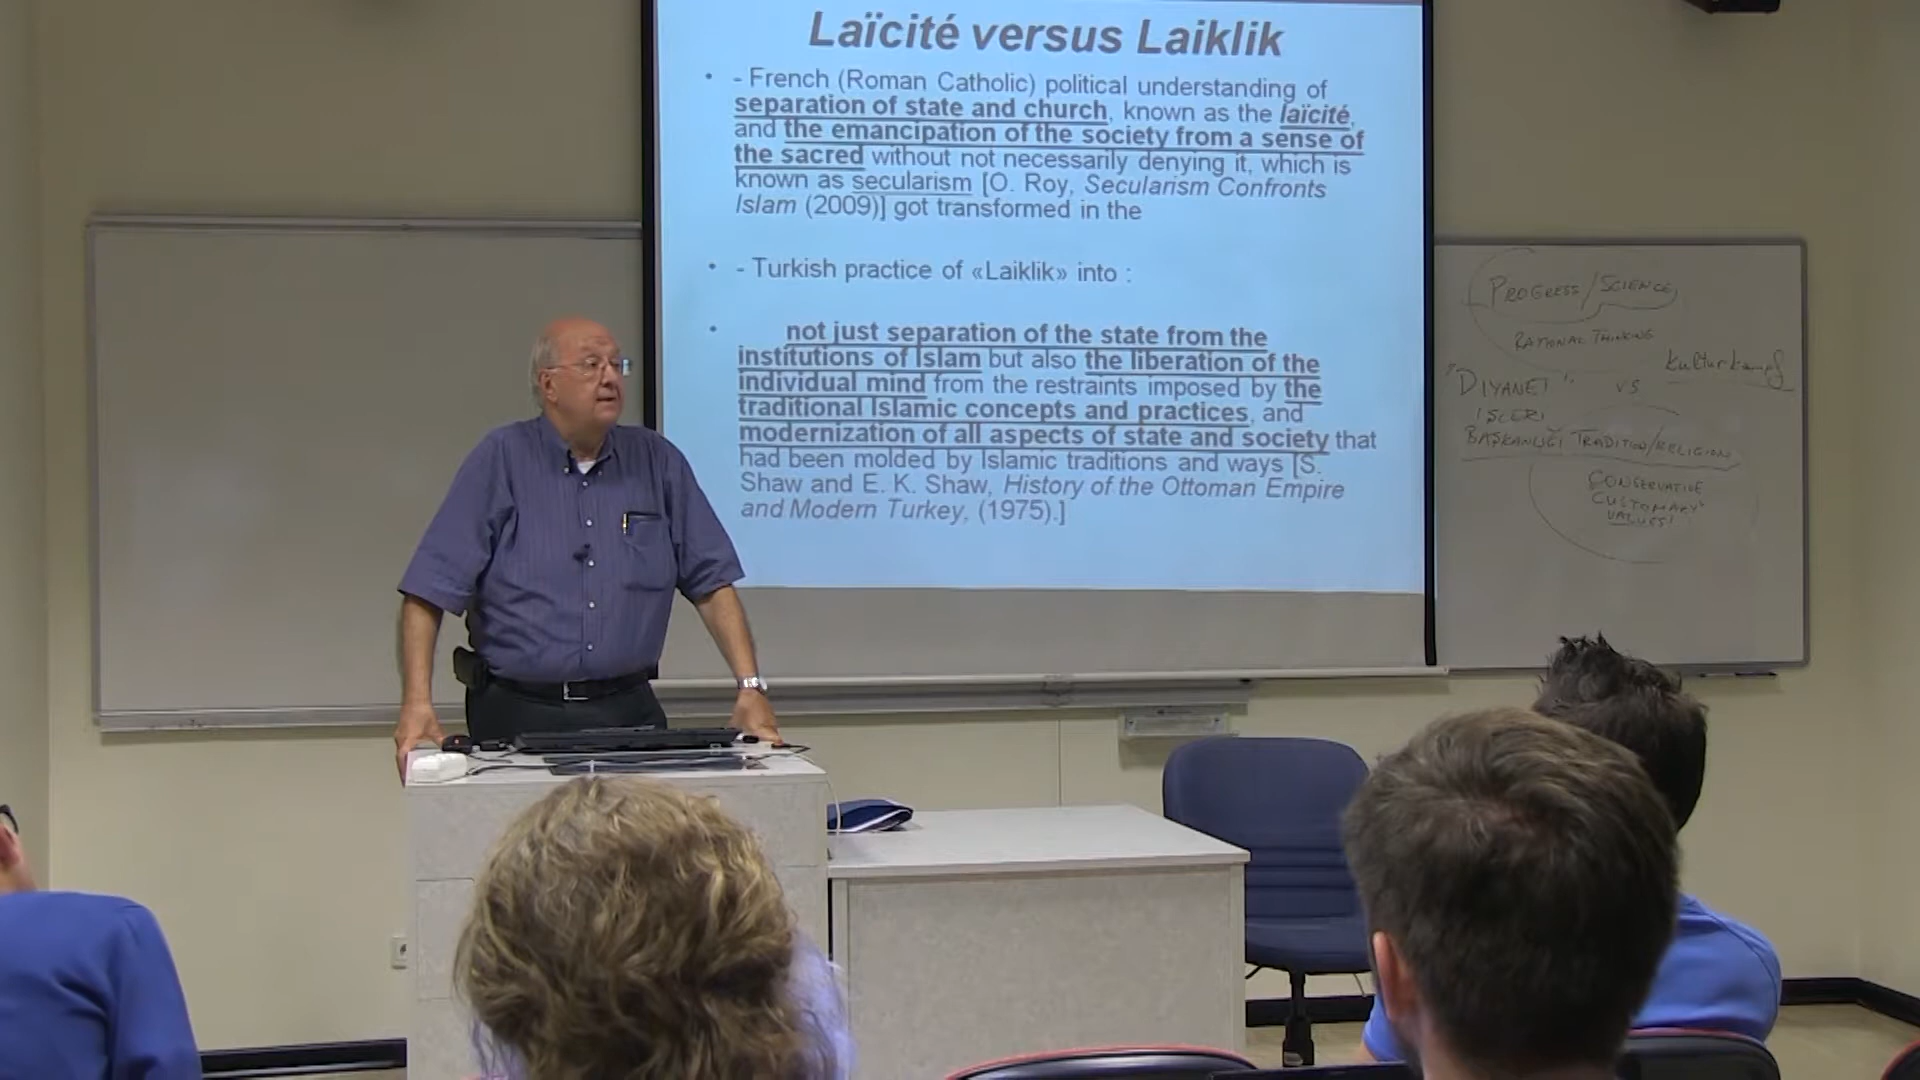 Laïcité versus Laiklik
• - French (Roman Catholic) political understanding of
separation of state and church, known as the laïcité,
and the emancipation of the society from a sense of
the sacred without not necessarily denying it, which is
known as secularism [O. Roy, Secularism Confronts
Islam (2009)] got transformed in the
• - Turkish practice of «Laiklik» into :
• not just separation of the state from the
institutions of Islam but also the liberation of the
individual mind from the restraints imposed by the
traditional Islamic concepts and practices, and
modernization of all aspects of state and society that
had been molded by Islamic traditions and ways [S.
Shaw and E. K. Shaw, History of the Ottoman Empire
and Modern Turkey, (1975).]
PROGRESS/SCIENCE
RATIONAL THINKING
kulturkampf
"DIYANET" VS
İŞLERİ
BAŞKANLIĞI TRADITION/RELIGION
CONSERVATIVE
CUSTOMARY
VALUES